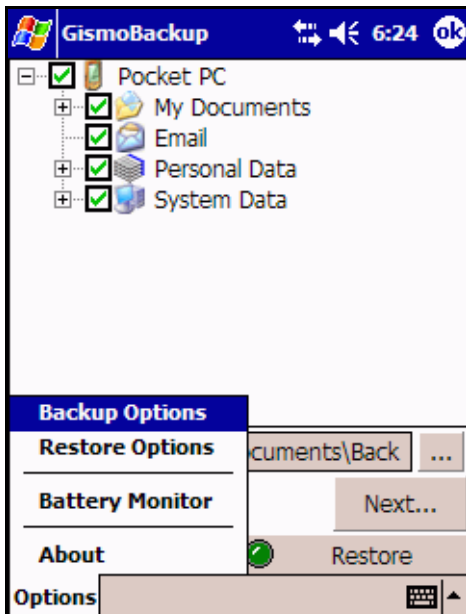 GismoBackup 6:24 ok
Pocket PC
My Documents
Email
Personal Data
System Data
Backup Options
Restore Options
cuments\Back ...
Battery Monitor
Next...
About
Restore
Options